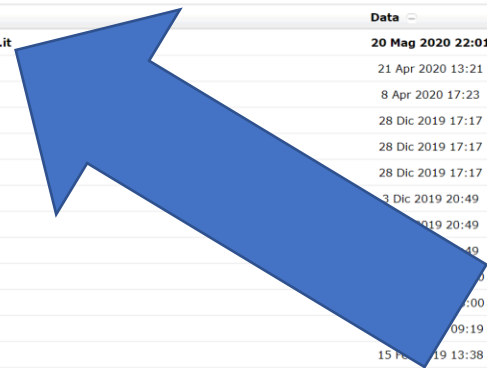 Data
.it 20 Mag 2020 22:01
21 Apr 2020 13:21
8 Apr 2020 17:23
28 Dic 2019 17:17
28 Dic 2019 17:17
28 Dic 2019 17:17
3 Dic 2019 20:49
019 20:49
49
0
:00
09:19
15 F 19 13:38